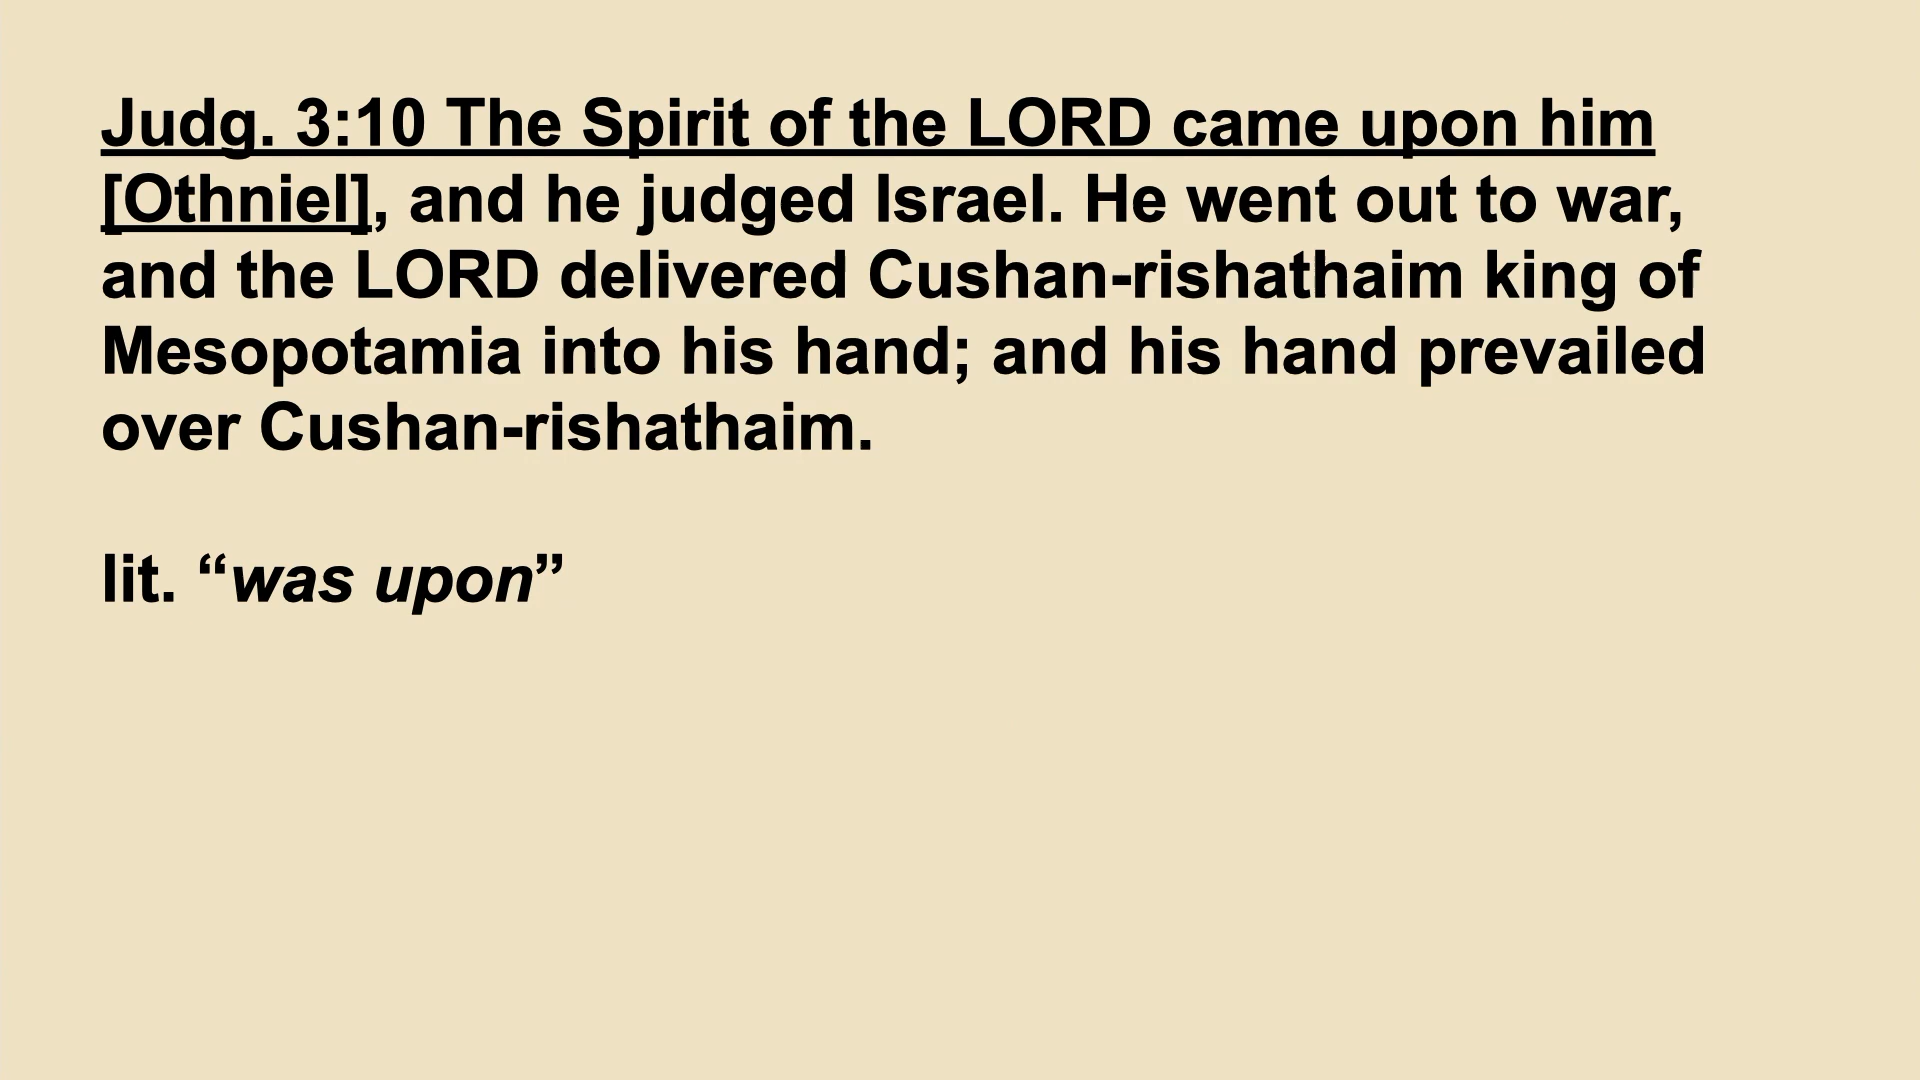 Judg. 3:10 The Spirit of the LORD came upon him
[Othniel], and he judged Israel. He went out to war,
and the LORD delivered Cushan-rishathaim king of
Mesopotamia into his hand; and his hand prevailed
over Cushan-rishathaim.
lit. “was upon”